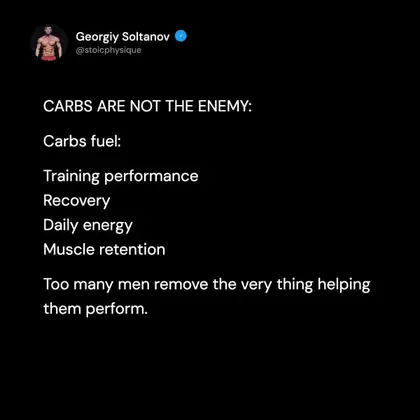 Georgiy Soltanov
@stoicphysique
CARBS ARE NOT THE ENEMY:
Carbs fuel:
Training performance
Recovery
Daily energy
Muscle retention
Too many men remove the very thing helping
them perform.